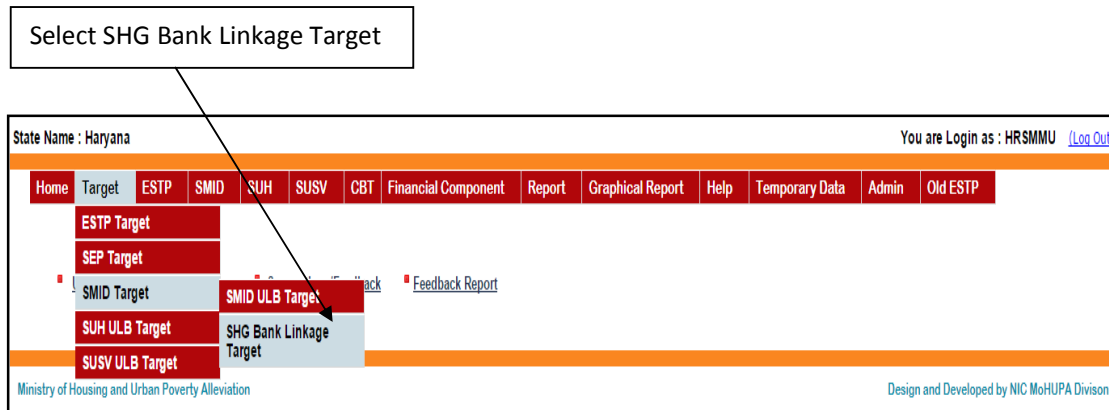 Select SHG Bank Linkage Target
State Name : Haryana You are Login as : HRSMMU (Log Out
Home Target ESTP SMID SUH SUSV CBT Financial Component Report Graphical Report Help Temporary Data Admin Old ESTP
ESTP Target
SEP Target
Feedback Report
SMID Target SMID ULB Target
SUH ULB Target SHG Bank Linkage
Target
SUSV ULB Target
Ministry of Housing and Urban Poverty Alleviation Design and Developed by NIC MoHUPA Divison